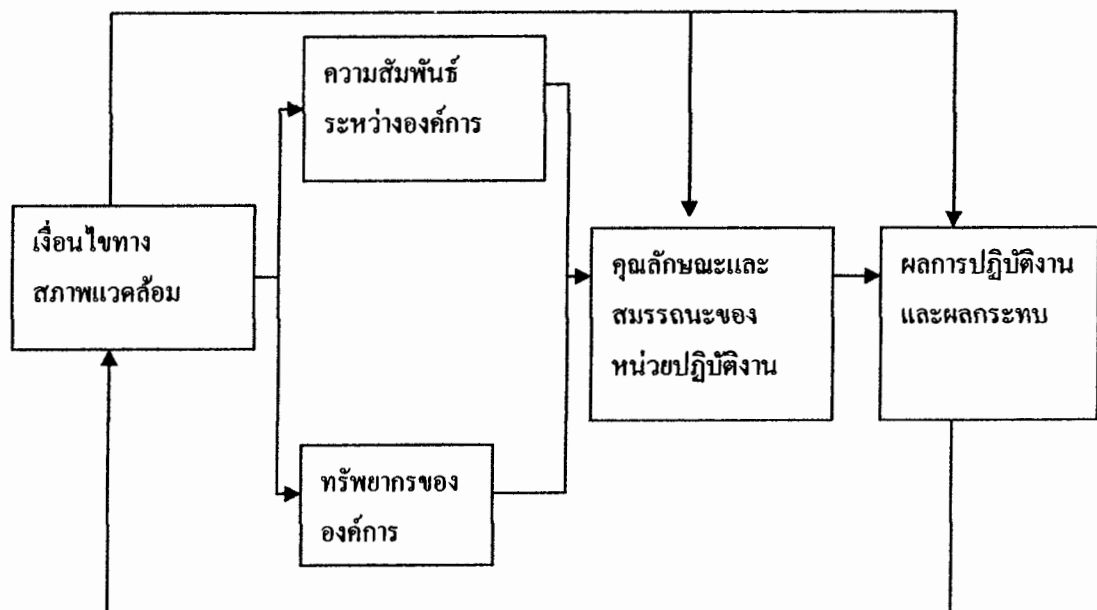 ความสัมพันธ์
ระหว่างองค์การ
เงื่อนไขทาง
สภาพแวดล้อม
คุณลักษณะและ
สมรรถนะของ
หน่วยปฏิบัติงาน
ผลการปฏิบัติงาน
และผลกระทบ
ทรัพยากรของ
องค์การ